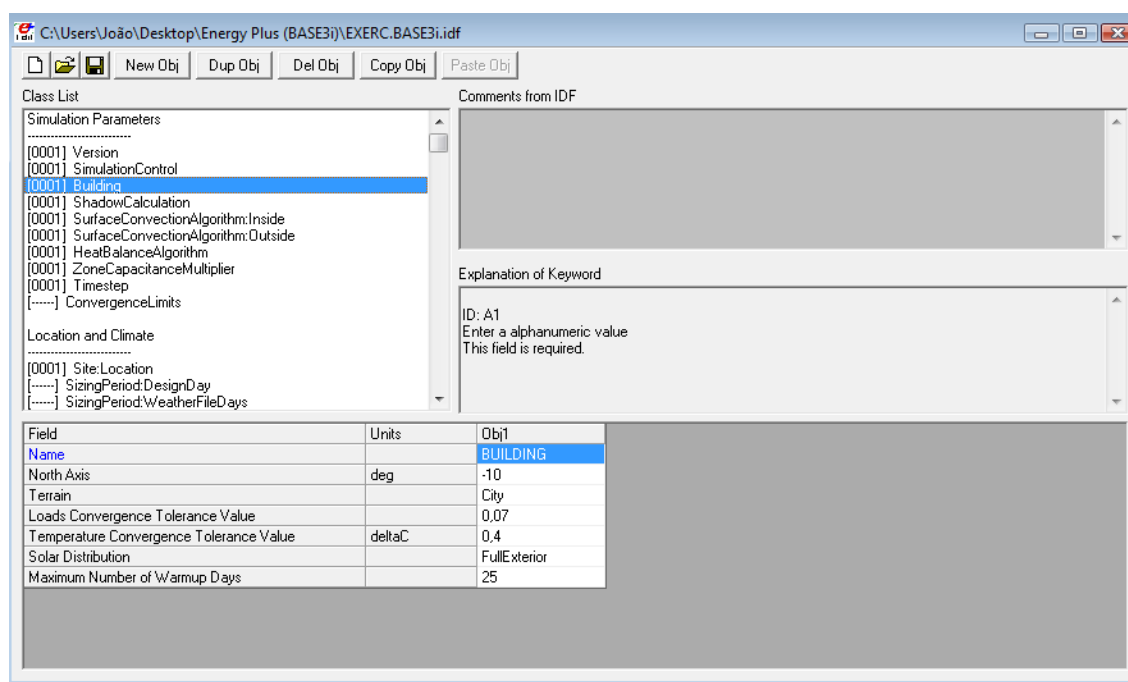 C:\Users\João\Desktop\Energy Plus (BASE3i)\EXERC.BASE3i.idf
New Obj Dup Obj Del Obj Copy Obj Paste Obj
Class List
Simulation Parameters
--------------------------
[0001] Version
[0001] SimulationControl
[0001] Building
[0001] ShadowCalculation
[0001] SurfaceConvectionAlgorithm:Inside
[0001] SurfaceConvectionAlgorithm:Outside
[0001] HeatBalanceAlgorithm
[0001] ZoneCapacitanceMultiplier
[0001] Timestep
[------] ConvergenceLimits
Location and Climate
--------------------------
[0001] Site:Location
[------] SizingPeriod:DesignDay
[------] SizingPeriod:WeatherFileDays
Comments from IDF
Explanation of Keyword
ID: A1
Enter a alphanumeric value
This field is required.
Field Units Obj1
Name BUILDING
North Axis deg -10
Terrain City
Loads Convergence Tolerance Value 0,07
Temperature Convergence Tolerance Value deltaC 0,4
Solar Distribution FullExterior
Maximum Number of Warmup Days 25